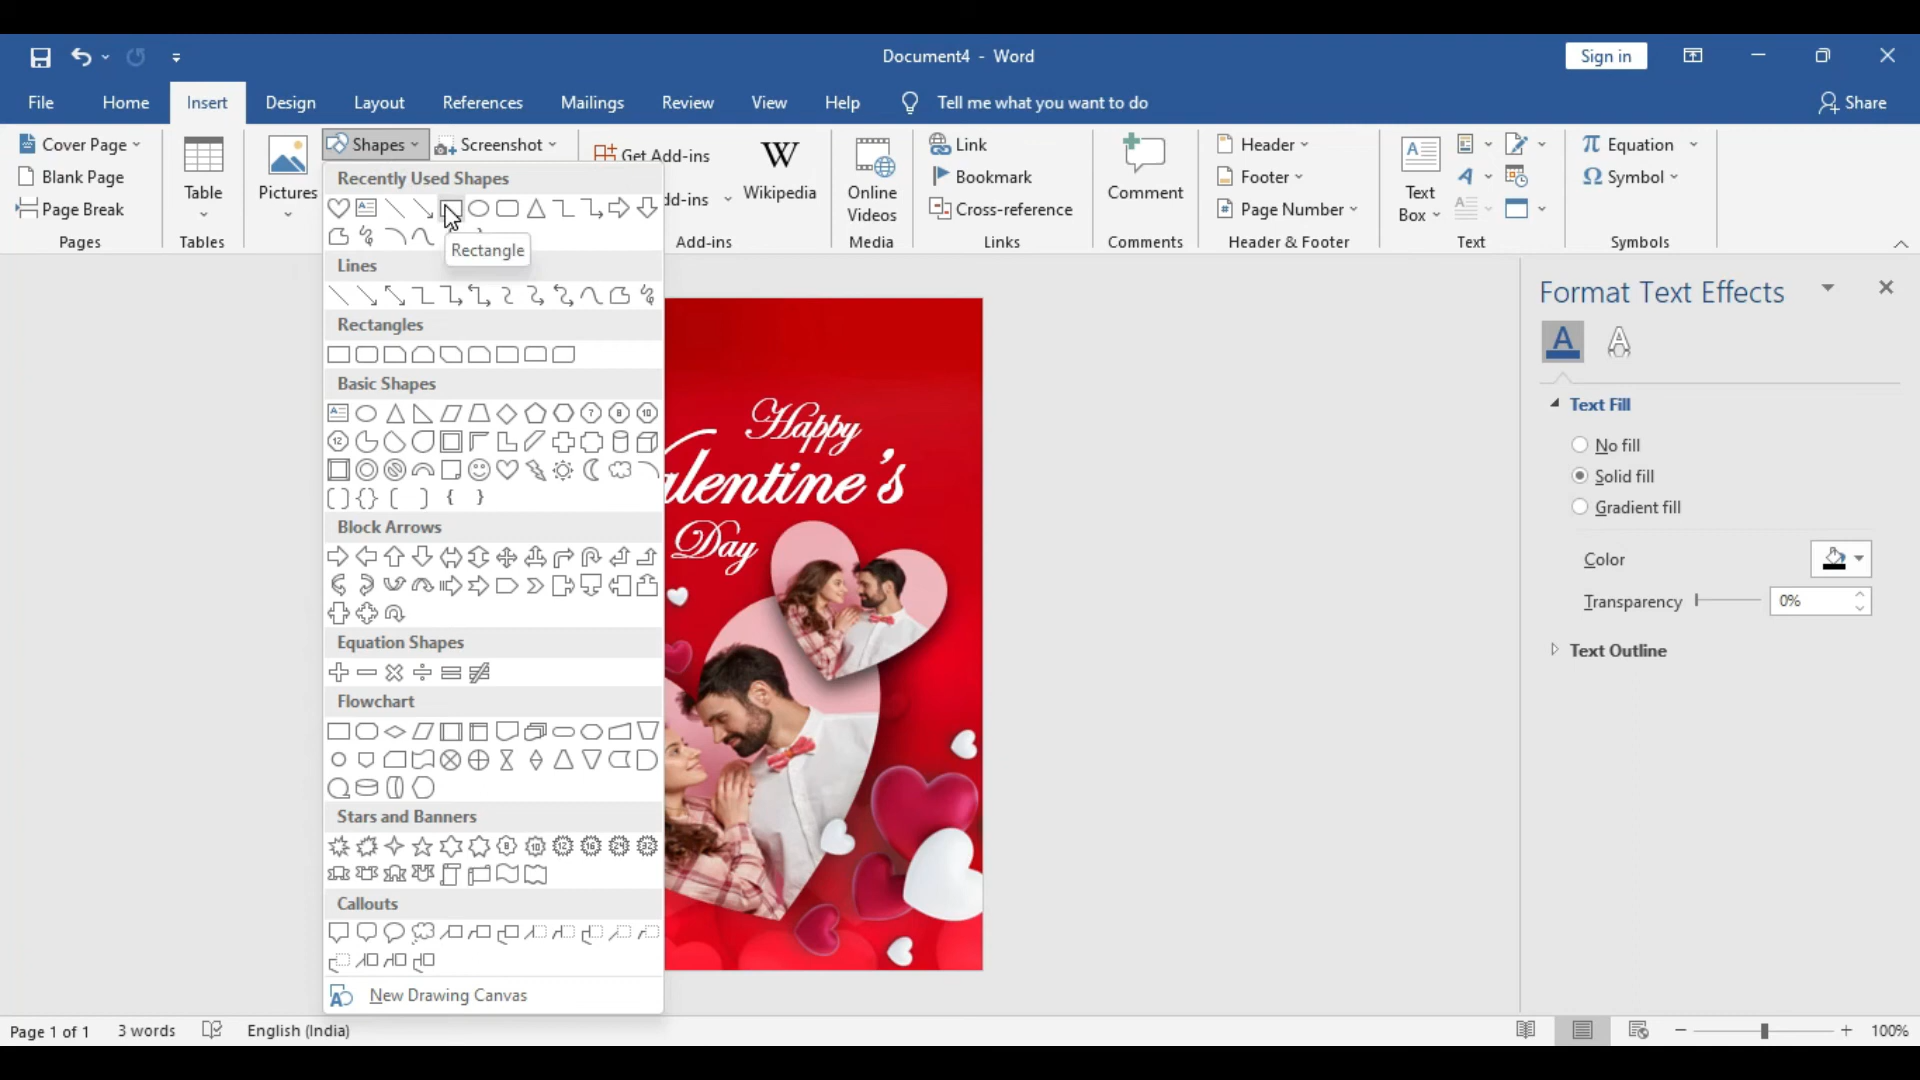 Document4 - Word
Sign in
File
Home
Insert
Design
Layout
References
Mailings
Review
View
Help
Tell me what you want to do
Share
Cover Page
Blank Page
Page Break
Pages
Table
Tables
Pictures
Shapes
Screenshot
Get Add-ins
dd-ins
Add-ins
W
Wikipedia
Online
Videos
Media
Link
Bookmark
Cross-reference
Links
Comment
Comments
Header
Footer
Page Number
Header & Footer
Text
Box
Text
Equation
Symbol
Symbols
Recently Used Shapes
Rectangle
Lines
Rectangles
Basic Shapes
Block Arrows
Equation Shapes
Flowchart
Stars and Banners
Callouts
New Drawing Canvas
Happy
alentine's
Day
Format Text Effects
Text Fill
No fill
Solid fill
Gradient fill
Color
Transparency
0%
Text Outline
Page 1 of 1
3 words
English (India)
100%